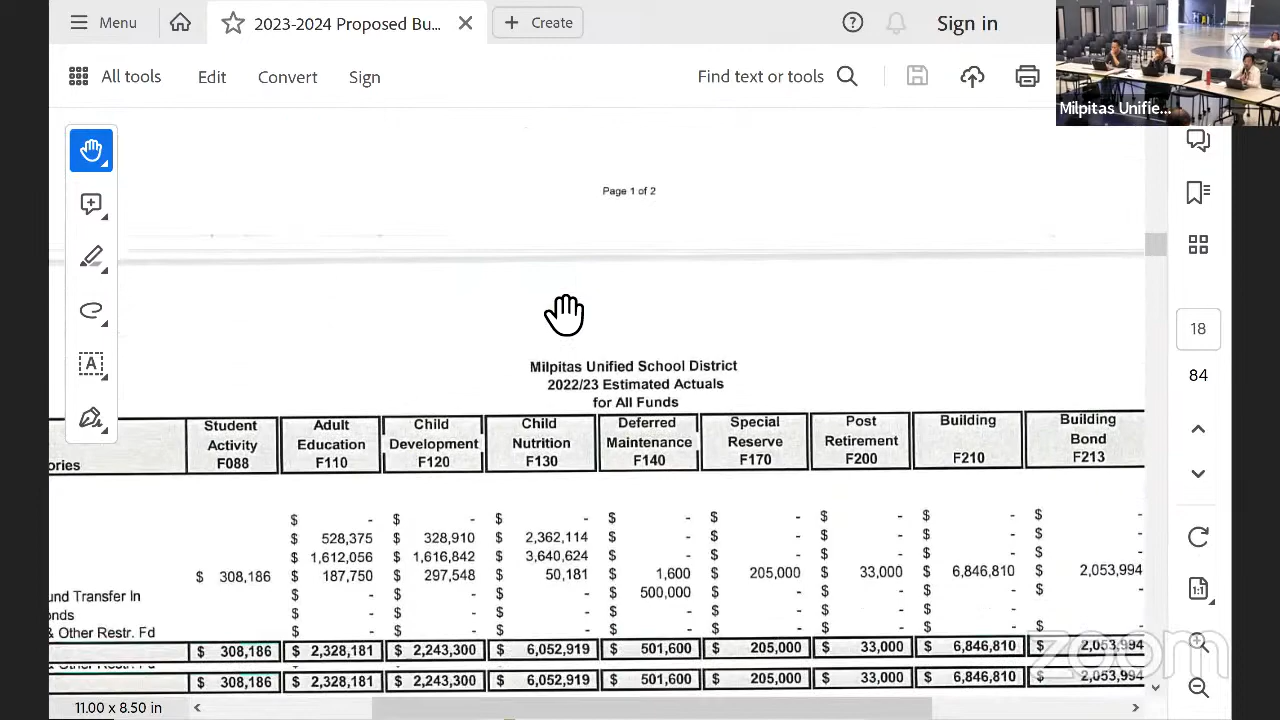 Menu
2023-2024 Proposed Bu...
Create
Sign in
All tools
Edit
Convert
Sign
Find text or tools
Milpitas Unifie...
Page 1 of 2
18
84
Milpitas Unified School District
2022/23 Estimated Actuals
for All Funds
ories Student Activity F088 Adult Education F110 Child Development F120 Child Nutrition F130 Deferred Maintenance F140 Special Reserve F170 Post Retirement F200 Building F210 Building Bond F213
$ - $ - $ - $ - $ - $ - $ - $ -
$ 528,375 $ 328,910 $ 2,362,114 $ - $ - $ - $ - $ -
$ 1,612,056 $ 1,616,842 $ 3,640,624 $ - $ - $ - $ - $ -
$ 308,186 $ 187,750 $ 297,548 $ 50,181 $ 1,600 $ 205,000 $ 33,000 $ 6,846,810 $ 2,053,994
und Transfer In $ - $ - $ - $ 500,000 $ - $ - $ - $ -
onds $ - $ - $ - $ - $ - $ - $ -
& Other Restr. Fd $ - $ - $ - $ - $ - $ - $ - $ -
$ 308,186 $ 2,328,181 $ 2,243,300 $ 6,052,919 $ 501,600 $ 205,000 $ 33,000 $ 6,846,810 $ 2,053,994
$ 308,186 $ 2,328,181 $ 2,243,300 $ 6,052,919 $ 501,600 $ 205,000 $ 33,000 $ 6,846,810 $ 2,053,994
zoom
11.00 x 8.50 in